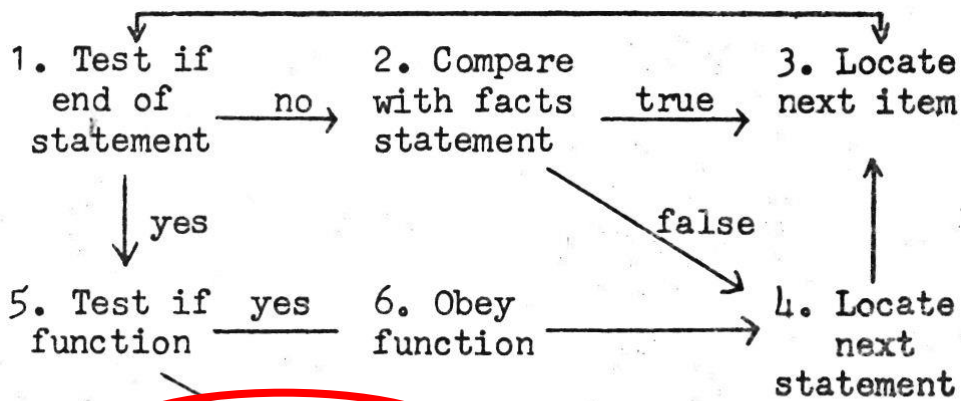 1. Test if
end of
statement
no
2. Compare
with facts
statement
true
3. Locate
next item
yes
false
5. Test if
function
yes
6. Obey
function
4. Locate
next
statement